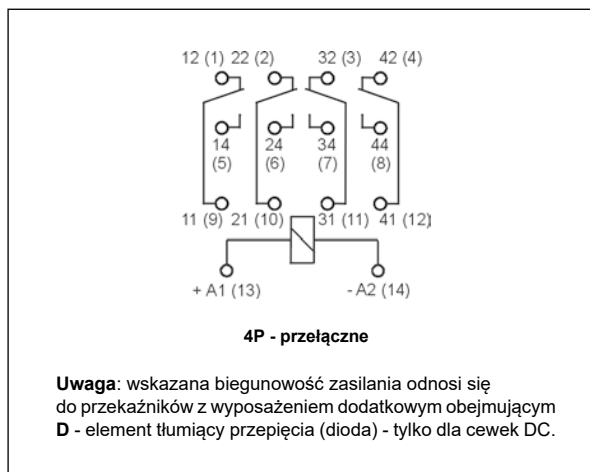 12 (1) 22 (2) 32 (3) 42 (4)
14 24 34 44
(5) (6) (7) (8)
11 (9) 21 (10) 31 (11) 41 (12)
+ A1 (13) - A2 (14)
4P - przełączne
Uwaga: wskazana biegunowość zasilania odnosi się
do przekaźników z wyposażeniem dodatkowym obejmującym
D - element tłumiący przepięcia (dioda) - tylko dla cewek DC.